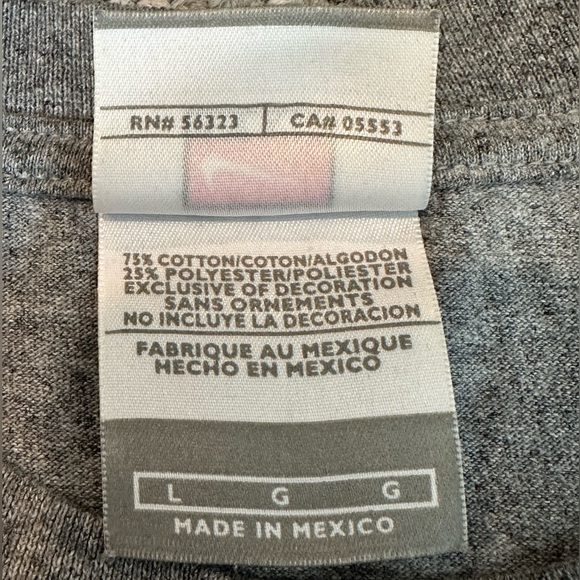 RN# 56323 | CA# 05553
75% COTTON/COTON/ALGODON
25% POLYESTER/POLIESTER
EXCLUSIVE OF DECORATION
SANS ORNEMENTS
NO INCLUYE LA DECORACION
FABRIQUE AU MEXIQUE
HECHO EN MEXICO
L G G
MADE IN MEXICO